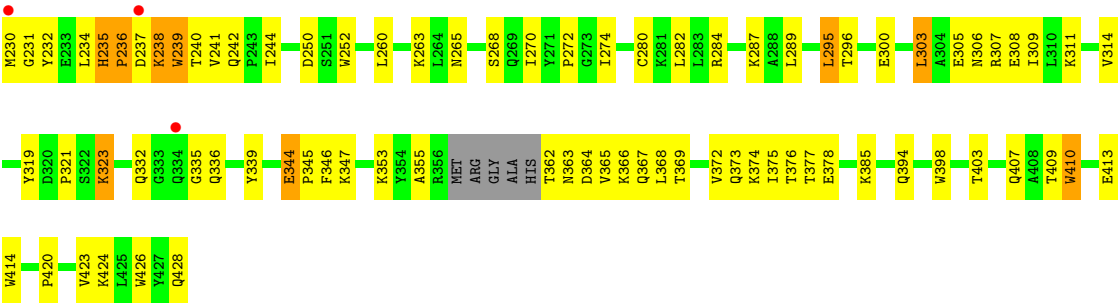 M230 G231 Y232 E233 L234 H235 P236 D237 K238 W239 T240 V241 Q242 P243 I244 D250 S251 W252 L260 K263 L264 N265 S268 Q269 I270 Y271 P272 G273 I274 C280 K281 L282 L283 R284 K287 A288 L289 L295 T296 E300 L303 A304 E305 N306 R307 E308 I309 L310 K311 V314
Y319 D320 P321 S322 K323 Q332 G333 Q334 G335 Q336 Y339 E344 P345 F346 K347 K353 Y354 A355 R356 MET ARG GLY ALA HIS T362 N363 D364 V365 K366 Q367 L368 T369 V372 Q373 K374 I375 T376 T377 E378 K385 Q394 W398 T403 Q407 A408 T409 W410 E413
W414 P420 V423 K424 L425 W426 Y427 Q428